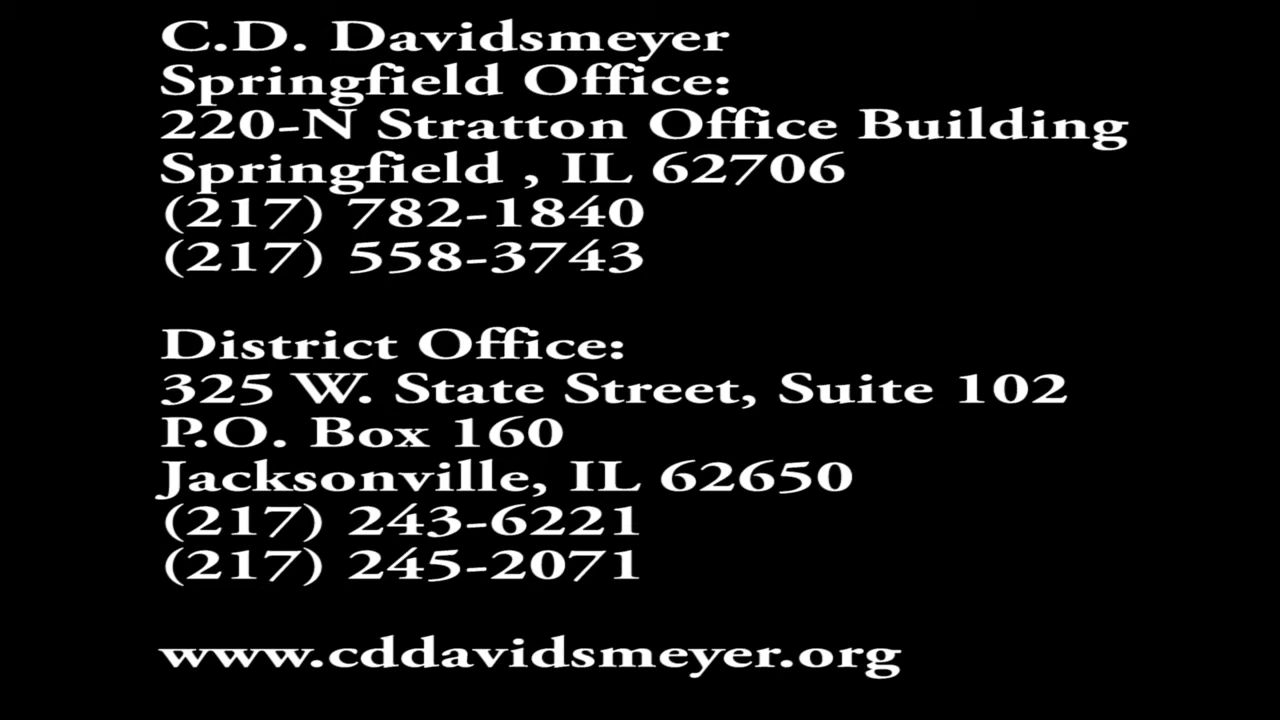 C.D. Davidsmeyer
Springfield Office:
220-N Stratton Office Building
Springfield , IL 62706
(217) 782-1840
(217) 558-3743
District Office:
325 W. State Street, Suite 102
P.O. Box 160
Jacksonville, IL 62650
(217) 243-6221
(217) 245-2071
www.cddavidsmeyer.org